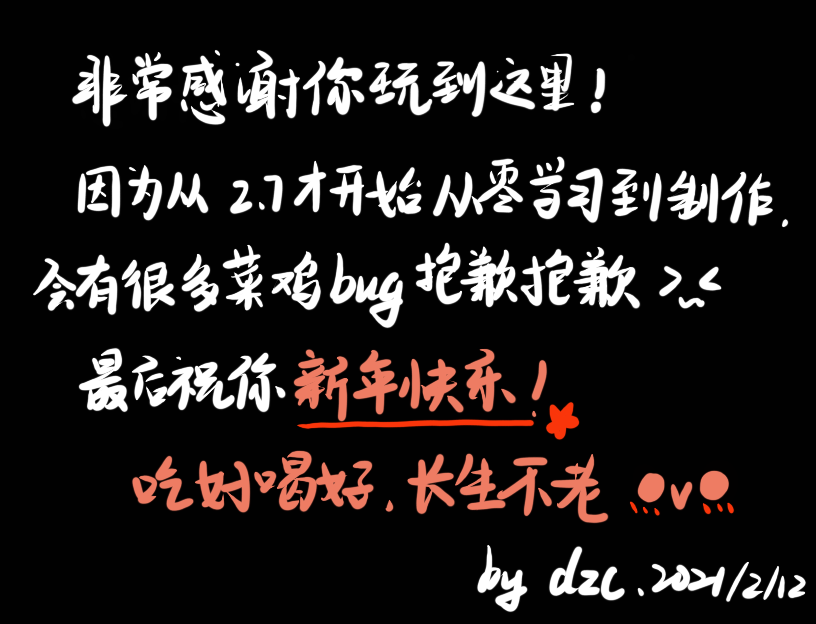 非常感谢你玩到这里!
因为从2.7才开始从零学习到制作.
会有很多菜鸡bug抱歉抱歉 >~<
最后祝你新年快乐!
吃好喝好.长生不老 ●v●
by dzc.2021/2/12